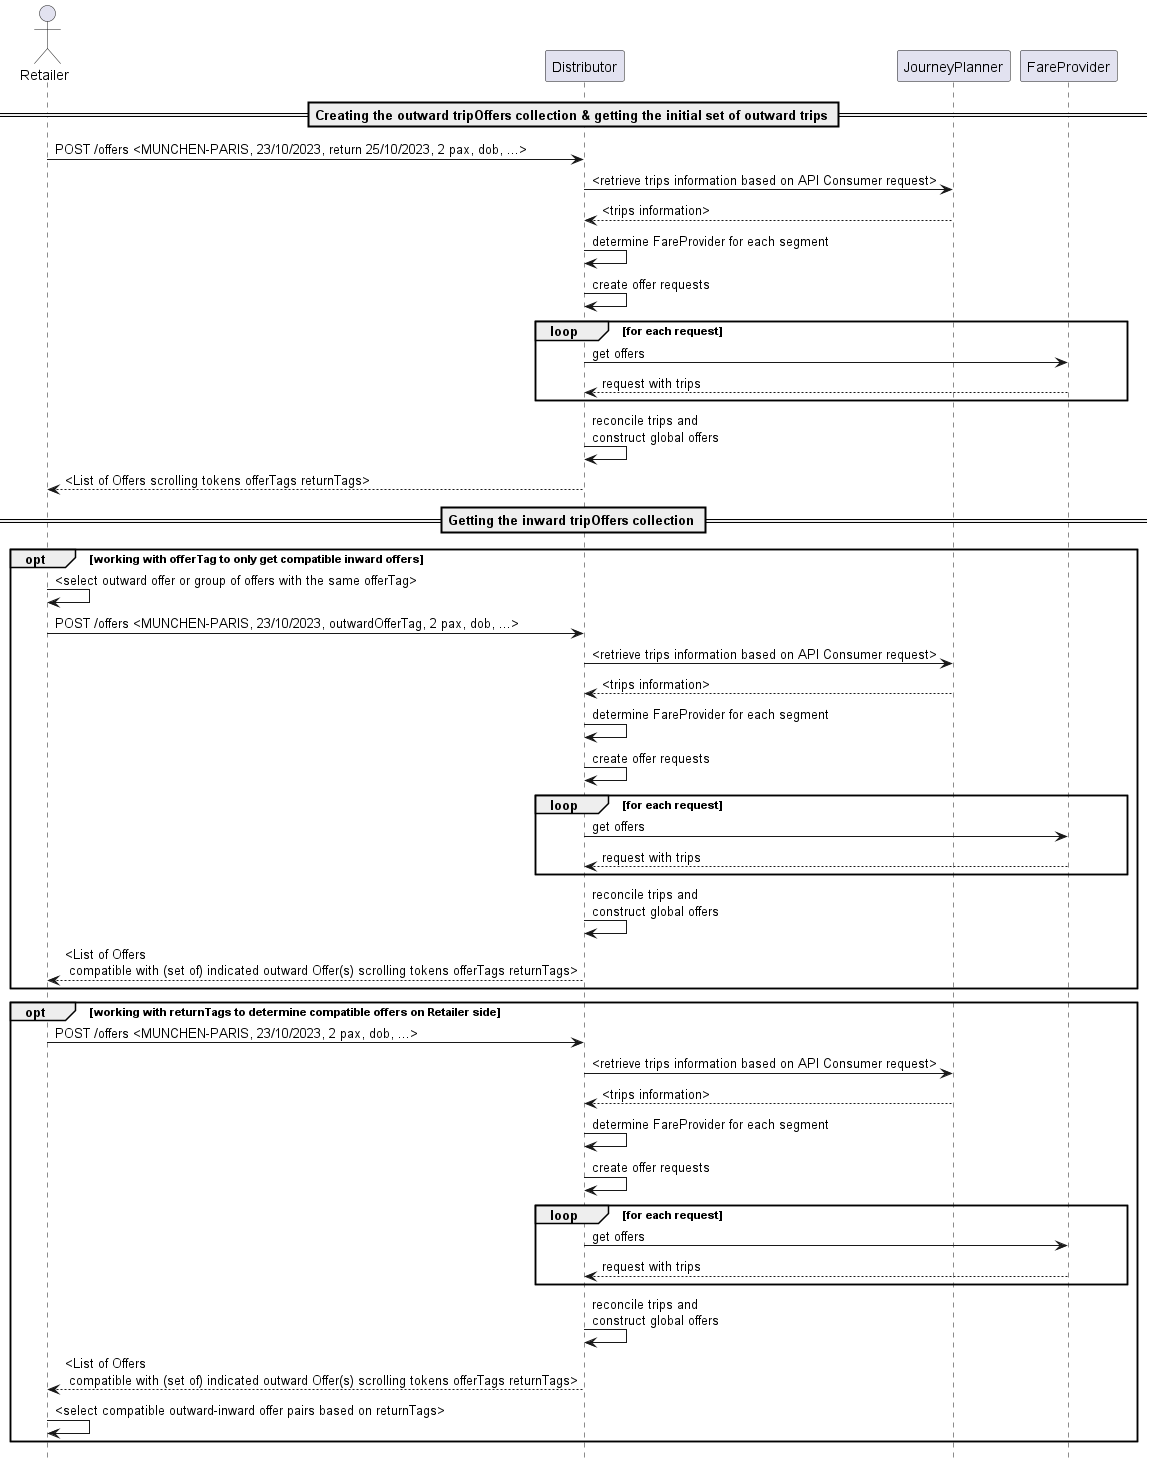 Retailer
Distributor
JourneyPlanner
FareProvider
Creating the outward tripOffers collection & getting the initial set of outward trips
POST /offers <MUNCHEN-PARIS, 23/10/2023, return 25/10/2023, 2 pax, dob, ...>
<retrieve trips information based on API Consumer request>
<trips information>
determine FareProvider for each segment
create offer requests
loop
[for each request]
get offers
request with trips
reconcile trips and
construct global offers
<List of Offers scrolling tokens offerTags returnTags>
Getting the inward tripOffers collection
opt
[working with offerTag to only get compatible inward offers]
<select outward offer or group of offers with the same offerTag>
POST /offers <MUNCHEN-PARIS, 23/10/2023, outwardOfferTag, 2 pax, dob, ...>
<retrieve trips information based on API Consumer request>
<trips information>
determine FareProvider for each segment
create offer requests
loop
[for each request]
get offers
request with trips
reconcile trips and
construct global offers
<List of Offers
compatible with (set of) indicated outward Offer(s) scrolling tokens offerTags returnTags>
opt
[working with returnTags to determine compatible offers on Retailer side]
POST /offers <MUNCHEN-PARIS, 23/10/2023, 2 pax, dob, ...>
<retrieve trips information based on API Consumer request>
<trips information>
determine FareProvider for each segment
create offer requests
loop
[for each request]
get offers
request with trips
reconcile trips and
construct global offers
<List of Offers
compatible with (set of) indicated outward Offer(s) scrolling tokens offerTags returnTags>
<select compatible outward-inward offer pairs based on returnTags>